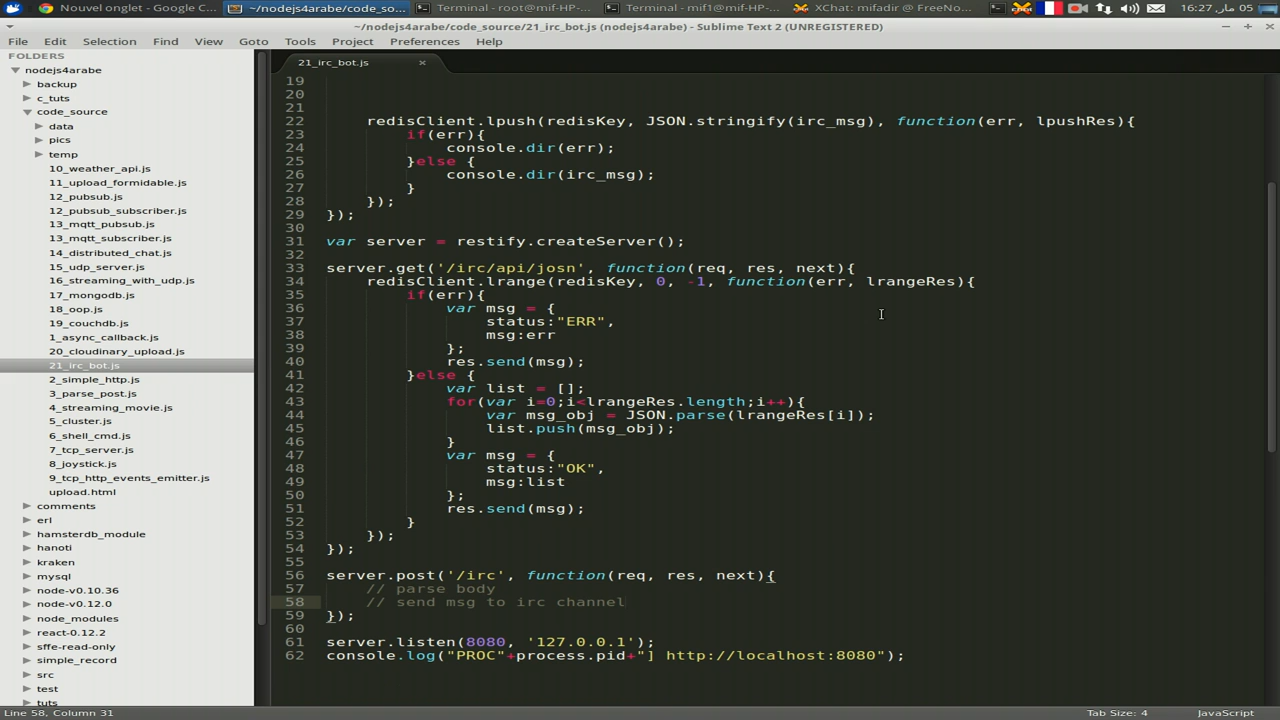 Nouvel onglet - Google C...
~/nodejs4arabe/code_so...
Terminal - root@mif-HP-...
Terminal - mif1@mif-HP-...
XChat: mifadir @ FreeNo...
16:27 ,مار 05
~/nodejs4arabe/code_source/21_irc_bot.js (nodejs4arabe) - Sublime Text 2 (UNREGISTERED)
File Edit Selection Find View Goto Tools Project Preferences Help
FOLDERS
nodejs4arabe
backup
c_tuts
code_source
data
pics
temp
10_weather_api.js
11_upload_formidable.js
12_pubsub.js
12_pubsub_subscriber.js
13_mqtt_pubsub.js
13_mqtt_subscriber.js
14_distributed_chat.js
15_udp_server.js
16_streaming_with_udp.js
17_mongodb.js
18_oop.js
19_couchdb.js
1_async_callback.js
20_cloudinary_upload.js
21_irc_bot.js
2_simple_http.js
3_parse_post.js
4_streaming_movie.js
5_cluster.js
6_shell_cmd.js
7_tcp_server.js
8_joystick.js
9_tcp_http_events_emitter.js
upload.html
comments
erl
hamsterdb_module
hanoti
kraken
mysql
node-v0.10.36
node-v0.12.0
node_modules
react-0.12.2
sffe-read-only
simple_record
src
test
tuts
21_irc_bot.js
19
20
21
22 redisClient.lpush(redisKey, JSON.stringify(irc_msg), function(err, lpushRes){
23 if(err){
24 console.dir(err);
25 }else {
26 console.dir(irc_msg);
27 }
28 });
29 });
30
31 var server = restify.createServer();
32
33 server.get('/irc/api/josn', function(req, res, next){
34 redisClient.lrange(redisKey, 0, -1, function(err, lrangeRes){
35 if(err){
36 var msg = {
37 status:"ERR",
38 msg:err
39 };
40 res.send(msg);
41 }else {
42 var list = [];
43 for(var i=0;i<lrangeRes.length;i++){
44 var msg_obj = JSON.parse(lrangeRes[i]);
45 list.push(msg_obj);
46 }
47 var msg = {
48 status:"OK",
49 msg:list
50 };
51 res.send(msg);
52 }
53 });
54 });
55
56 server.post('/irc', function(req, res, next){
57 // parse body
58 // send msg to irc channel
59 });
60
61 server.listen(8080, '127.0.0.1');
62 console.log("PROC"+process.pid+"] http://localhost:8080");
Line 58, Column 31
Tab Size: 4
JavaScript